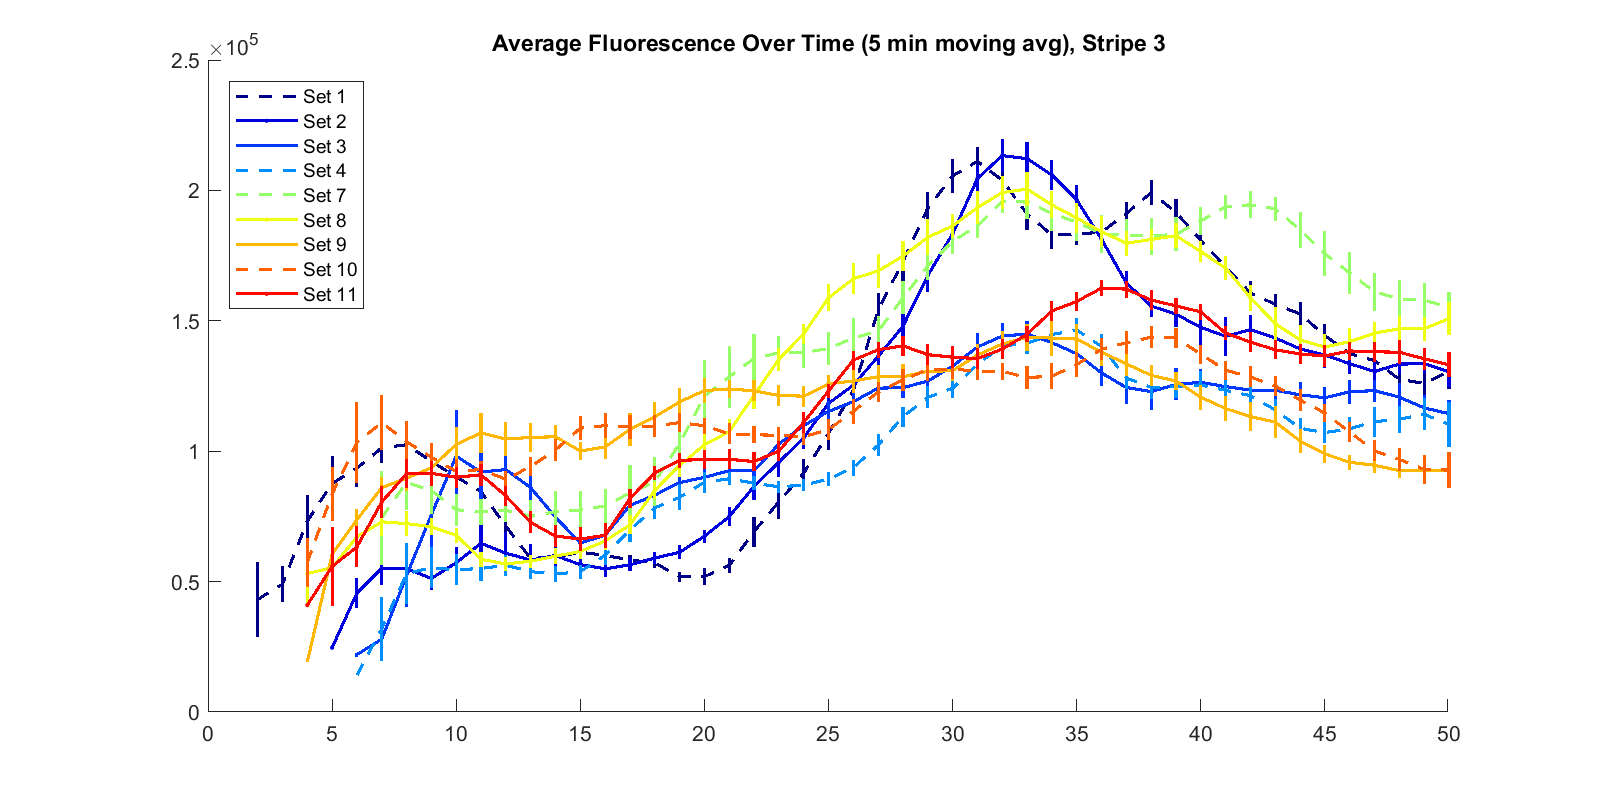 Average Fluorescence Over Time (5 min moving avg), Stripe 3
×10^5
2.5
2
1.5
1
0.5
0
Set 1
Set 2
Set 3
Set 4
Set 7
Set 8
Set 9
Set 10
Set 11
0 5 10 15 20 25 30 35 40 45 50